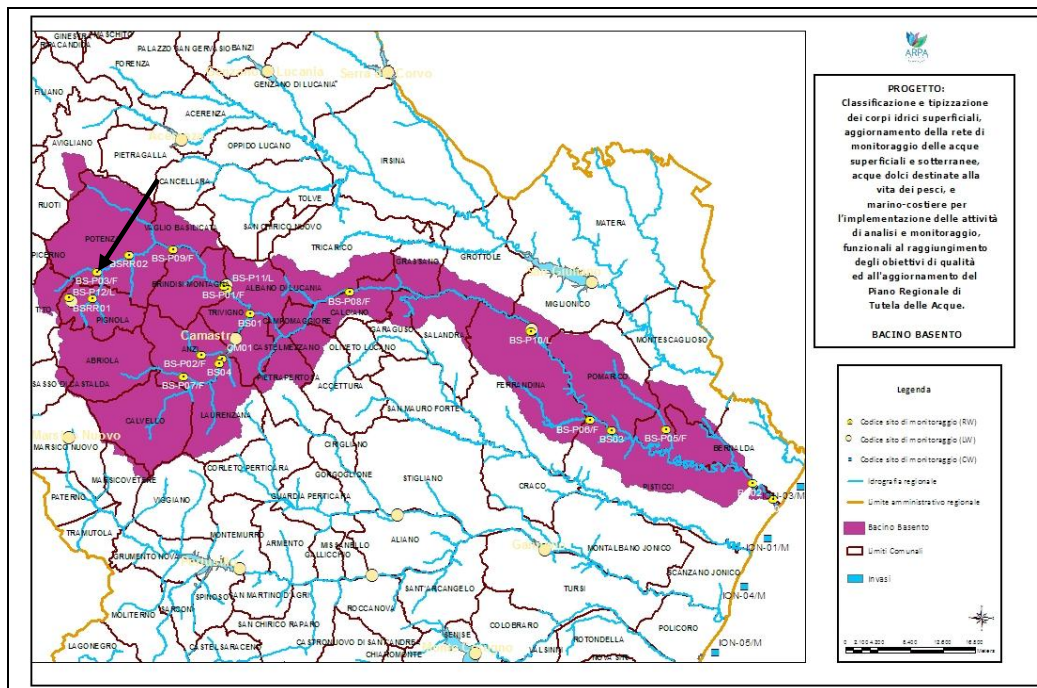 GINESTRA
MASCHITO
RIPACANDIDA
PALAZZO SAN GERVASIO
BANZI
FORENZA
GENZANO DI LUCANIA
FILIANO
ACERENZA
AVIGLIANO
PIETRAGALLA
OPPIDO LUCANO
IRSINA
CANCELLARA
RUOTI
TOLVE
MATERA
POTENZA
VAGLIO BASILICATA
SAN CHIRICO NUOVO
TRICARICO
GROTTOLE
PICERNO
BSRR02
BS-P09/F
GRASSANO
BS-P03/F
BS-P11/L
BRINDISI MONTAGNA
ALBANO DI LUCANIA
BS-P12/L
BS-P01/F
BS-P08/F
MIGLIONICO
TITO
BSRR01
PIGNOLA
TRIVIGNO
CAMPOMAGGIORE
CALCIANO
BS01
GARAGUSO
SALANDRA
BS-P10/L
MONTESCAGLIOSO
Camastra
ANZI
CM01
CASTELMEZZANO
OLIVETO LUCANO
ABRIOLA
BS-P02/F
BS04
ACCETTURA
POMARICO
SASSO DI CASTALDA
BS-P07/F
PIETRAPERTOSA
FERRANDINA
CALVELLO
LAURENZANA
SAN MAURO FORTE
BS-P06/F
BS03
BS-P05/F
BERNALDA
Marsico Nuovo
MARSICO NUOVO
CIRIGLIANO
CORLETO PERTICARA
GORGOGLIONE
STIGLIANO
CRACO
PISTICCI
MARSICOVETERE
PATERNO
VIGGIANO
GUARDIA PERTICARA
TRAMUTOLA
MONTEMURRO
ARMENTO
MISSANELLO
GALLICCHIO
ALIANO
MONTALBANO JONICO
ION-01/M
GRUMENTO NOVA
SPINOSO
SAN MARTINO D'AGRI
SANT'ARCANGELO
TURSI
SCANZANO JONICO
ION-04/M
MOLITERNO
SARCONI
ROCCANOVA
SAN CHIRICO RAPARO
COLOBRARO
POLICORO
LAGONEGRO
CASTELSARACENO
CASTRONUOVO DI SANT'ANDREA
SENISE
ROTONDELLA
CHIAROMONTE
VALSINNI
ION-05/M
ARPA
PROGETTO:
Classificazione e tipizzazione
dei corpi idrici superficiali,
aggiornamento della rete di
monitoraggio delle acque
superficiali e sotterranee,
acque dolci destinate alla
vita dei pesci, e
marino-costiere per
l'implementazione delle attività
di analisi e monitoraggio,
funzionali al raggiungimento
degli obiettivi di qualità
ed all'aggiornamento del
Piano Regionale di
Tutela delle Acque.
BACINO BASENTO
Legenda
Codice sito di monitoraggio (RW)
Codice sito di monitoraggio (LW)
Codice sito di monitoraggio (CW)
Idrografia regionale
Limite amministrativo regionale
Bacino Basento
Limiti Comunali
Invasi
Meters